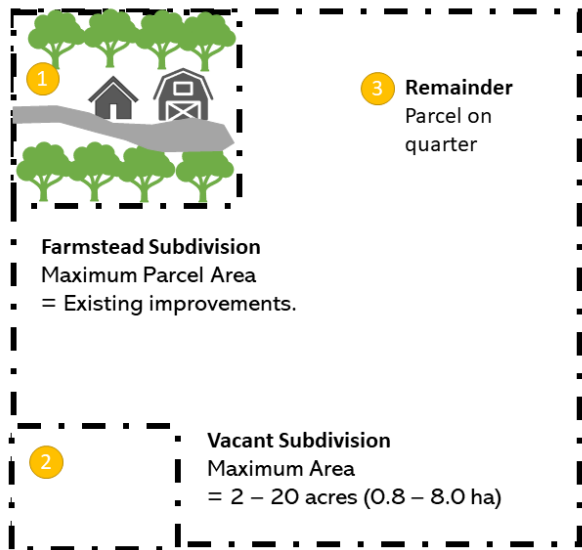 1
3 Remainder
Parcel on
quarter
Farmstead Subdivision
Maximum Parcel Area
= Existing improvements.
2
Vacant Subdivision
Maximum Area
= 2 – 20 acres (0.8 – 8.0 ha)